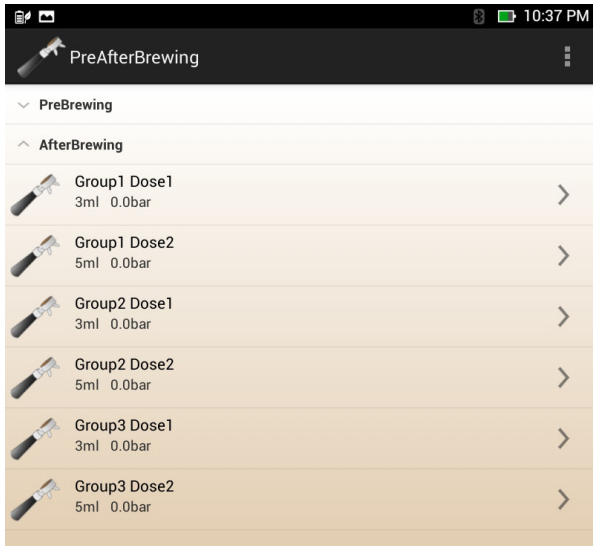 10:37 PM
PreAfterBrewing
PreBrewing
AfterBrewing
Group1 Dose1
3ml 0.0bar
Group1 Dose2
5ml 0.0bar
Group2 Dose1
3ml 0.0bar
Group2 Dose2
5ml 0.0bar
Group3 Dose1
3ml 0.0bar
Group3 Dose2
5ml 0.0bar